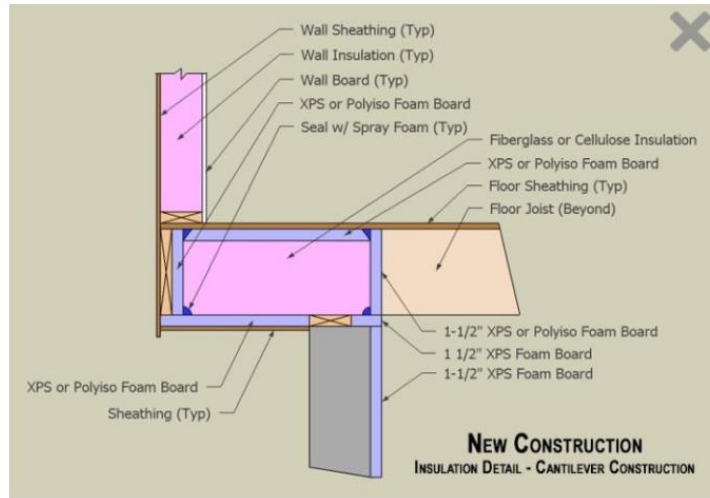 Wall Sheathing (Typ)
Wall Insulation (Typ)
Wall Board (Typ)
XPS or Polyiso Foam Board
Seal w/ Spray Foam (Typ)
Fiberglass or Cellulose Insulation
XPS or Polyiso Foam Board
Floor Sheathing (Typ)
Floor Joist (Beyond)
1-1/2" XPS or Polyiso Foam Board
1 1/2" XPS Foam Board
1-1/2" XPS Foam Board
XPS or Polyiso Foam Board
Sheathing (Typ)
NEW CONSTRUCTION
INSULATION DETAIL - CANTILEVER CONSTRUCTION